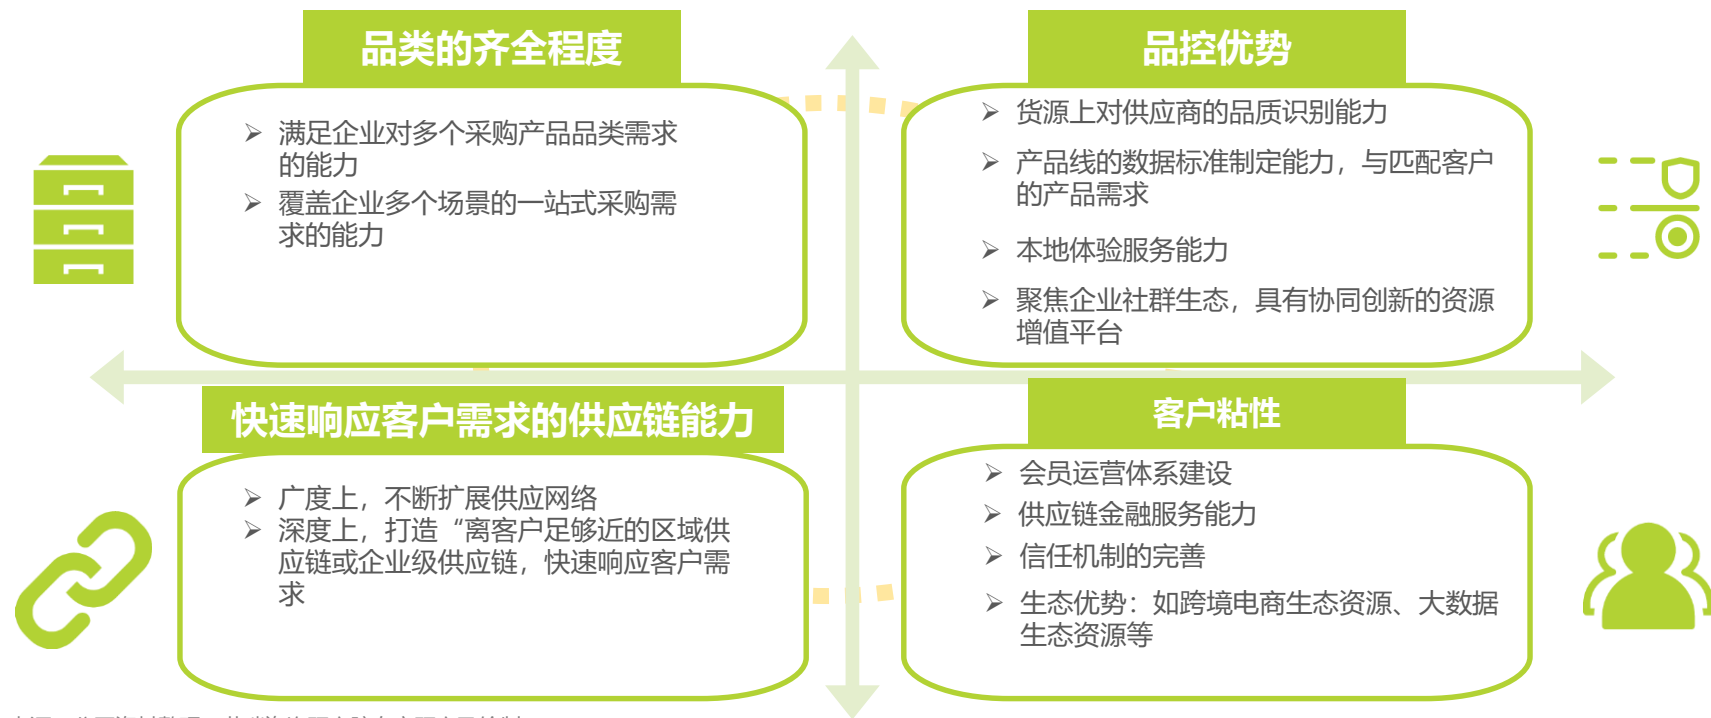 品类的齐全程度
满足企业对多个采购产品品类需求
的能力
覆盖企业多个场景的一站式采购需
求的能力
品控优势
货源上对供应商的品质识别能力
产品线的数据标准制定能力，与匹配客户
的产品需求
本地体验服务能力
聚焦企业社群生态，具有协同创新的资源
增值平台
快速响应客户需求的供应链能力
广度上，不断扩展供应网络
深度上，打造“离客户足够近的区域供
应链或企业级供应链，快速响应客户需
求
客户粘性
会员运营体系建设
供应链金融服务能力
信任机制的完善
生态优势：如跨境电商生态资源、大数据
生态资源等